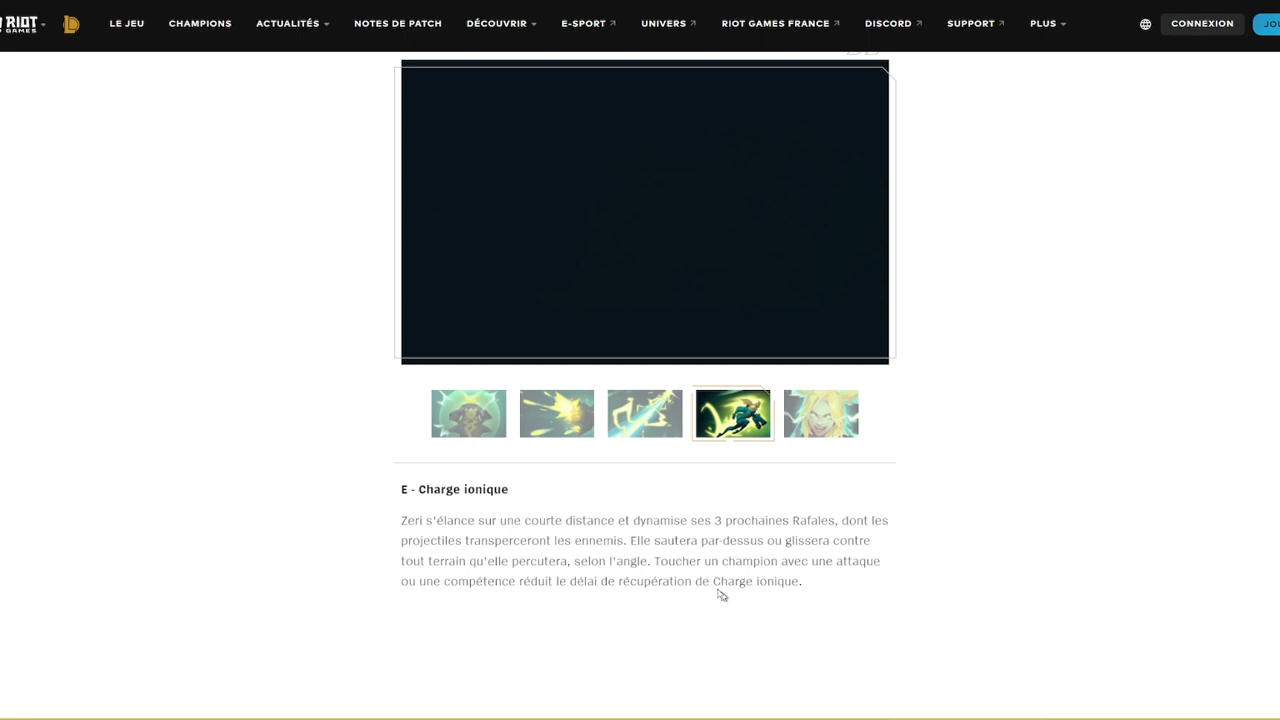 RIOT GAMES
LE JEU CHAMPIONS ACTUALITÉS NOTES DE PATCH DÉCOUVRIR E-SPORT UNIVERS RIOT GAMES FRANCE DISCORD SUPPORT PLUS CONNEXION
E - Charge ionique
Zeri s'élance sur une courte distance et dynamise ses 3 prochaines Rafales, dont les
projectiles transperceront les ennemis. Elle sautera par-dessus ou glissera contre
tout terrain qu'elle percutera, selon l'angle. Toucher un champion avec une attaque
ou une compétence réduit le délai de récupération de Charge ionique.